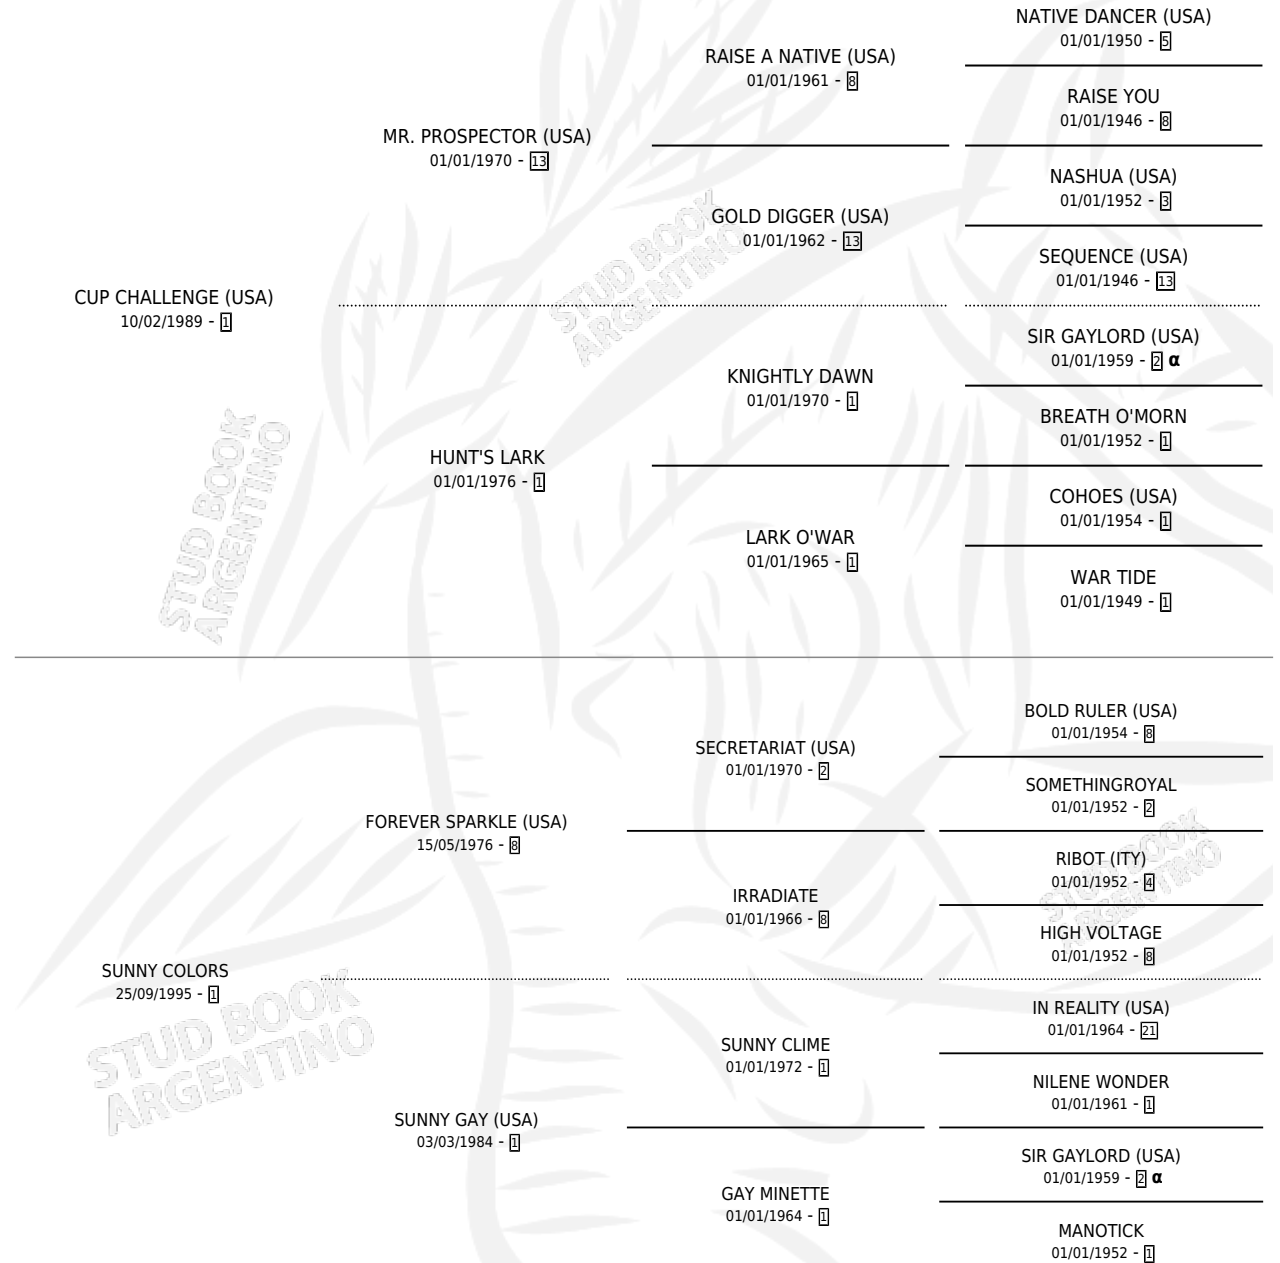 NATIVE DANCER (USA)
01/01/1950 - 5
RAISE A NATIVE (USA)
01/01/1961 - 8
RAISE YOU
01/01/1946 - 8
MR. PROSPECTOR (USA)
01/01/1970 - 13
NASHUA (USA)
01/01/1952 - 3
GOLD DIGGER (USA)
01/01/1962 - 13
SEQUENCE (USA)
01/01/1946 - 13
CUP CHALLENGE (USA)
10/02/1989 - 1
SIR GAYLORD (USA)
01/01/1959 - 2 α
KNIGHTLY DAWN
01/01/1970 - 1
BREATH O'MORN
01/01/1952 - 1
HUNT'S LARK
01/01/1976 - 1
COHOES (USA)
01/01/1954 - 1
LARK O'WAR
01/01/1965 - 1
WAR TIDE
01/01/1949 - 1
STUD BOOK
ARGENTINO
STUD BOOK
ARGENTINO
BOLD RULER (USA)
01/01/1954 - 8
SECRETARIAT (USA)
01/01/1970 - 2
SOMETHINGROYAL
01/01/1952 - 2
FOREVER SPARKLE (USA)
15/05/1976 - 8
RIBOT (ITY)
01/01/1952 - 4
IRRADIATE
01/01/1966 - 8
HIGH VOLTAGE
01/01/1952 - 8
SUNNY COLORS
25/09/1995 - 1
IN REALITY (USA)
01/01/1964 - 21
SUNNY CLIME
01/01/1972 - 1
NILENE WONDER
01/01/1961 - 1
SUNNY GAY (USA)
03/03/1984 - 1
SIR GAYLORD (USA)
01/01/1959 - 2 α
GAY MINETTE
01/01/1964 - 1
MANOTICK
01/01/1952 - 1
STUD BOOK
ARGENTINO
STUD BOOK
ARGENTINO